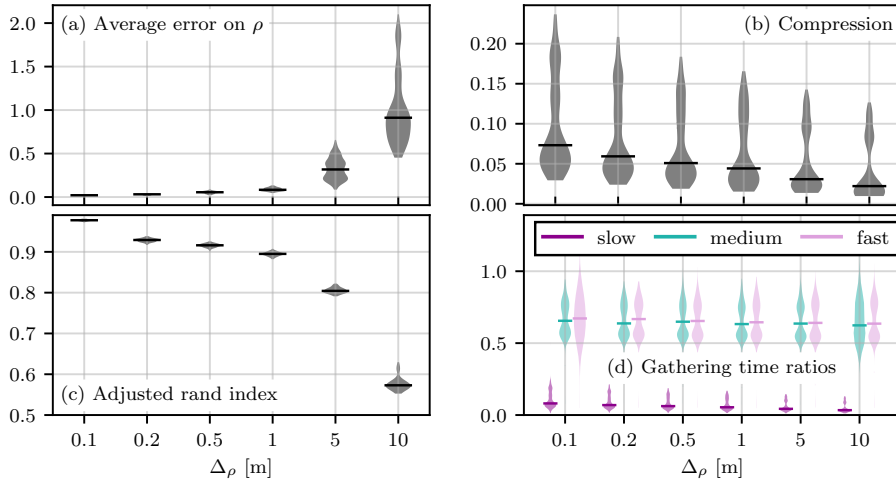 (a) Average error on ρ
2.0
1.5
1.0
0.5
0.0
(b) Compression
0.20
0.15
0.10
0.05
0.00
(c) Adjusted rand index
0.9
0.8
0.7
0.6
0.5
0.1 0.2 0.5 1 5 10
Δρ [m]
slow medium fast
(d) Gathering time ratios
1.0
0.5
0.0
0.1 0.2 0.5 1 5 10
Δρ [m]